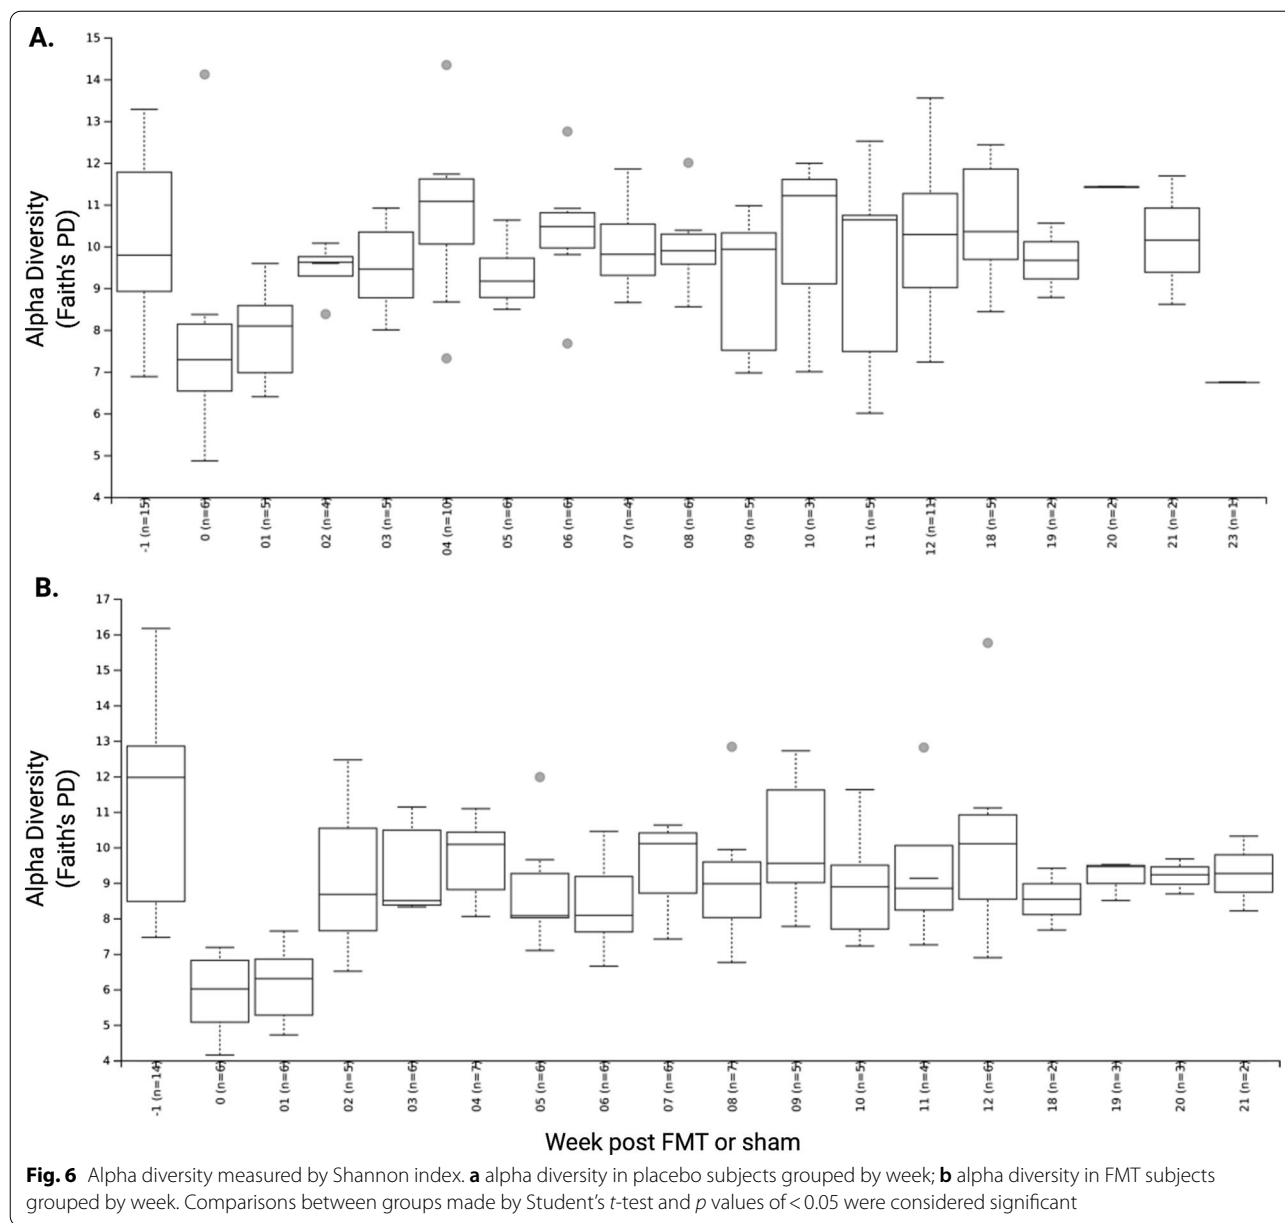 A.
15
14
13
12
11
10
9
8
7
6
5
4
Alpha Diversity
(Faith's PD)
-1 (n=15)
0 (n=6)
01 (n=5)
02 (n=4)
03 (n=5)
04 (n=10)
05 (n=6)
06 (n=6)
07 (n=4)
08 (n=6)
09 (n=5)
10 (n=3)
11 (n=5)
12 (n=11)
18 (n=5)
19 (n=2)
20 (n=2)
21 (n=2)
23 (n=1)
B.
17
16
15
14
13
12
11
10
9
8
7
6
5
4
Alpha Diversity
(Faith's PD)
-1 (n=14)
0 (n=6)
01 (n=6)
02 (n=5)
03 (n=6)
04 (n=7)
05 (n=6)
06 (n=6)
07 (n=6)
08 (n=7)
09 (n=5)
10 (n=5)
11 (n=4)
12 (n=6)
18 (n=2)
19 (n=3)
20 (n=3)
21 (n=2)
Week post FMT or sham
Fig. 6 Alpha diversity measured by Shannon index. a alpha diversity in placebo subjects grouped by week; b alpha diversity in FMT subjects
grouped by week. Comparisons between groups made by Student's t-test and p values of < 0.05 were considered significant